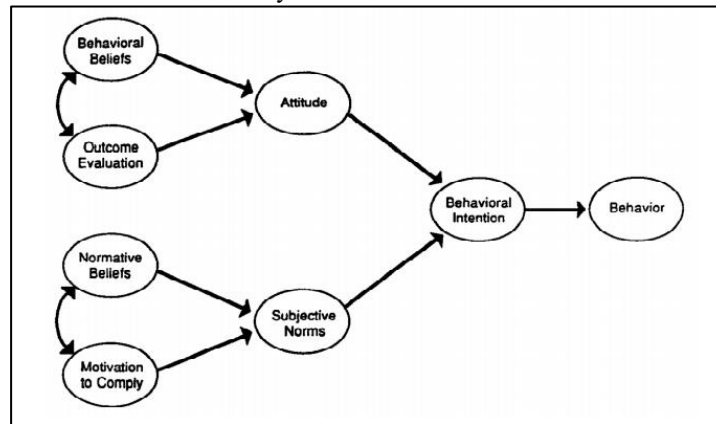 Behavioral
Beliefs
Attitude
Outcome
Evaluation
Behavioral
Intention
Behavior
Normative
Beliefs
Subjective
Norms
Motivation
to Comply